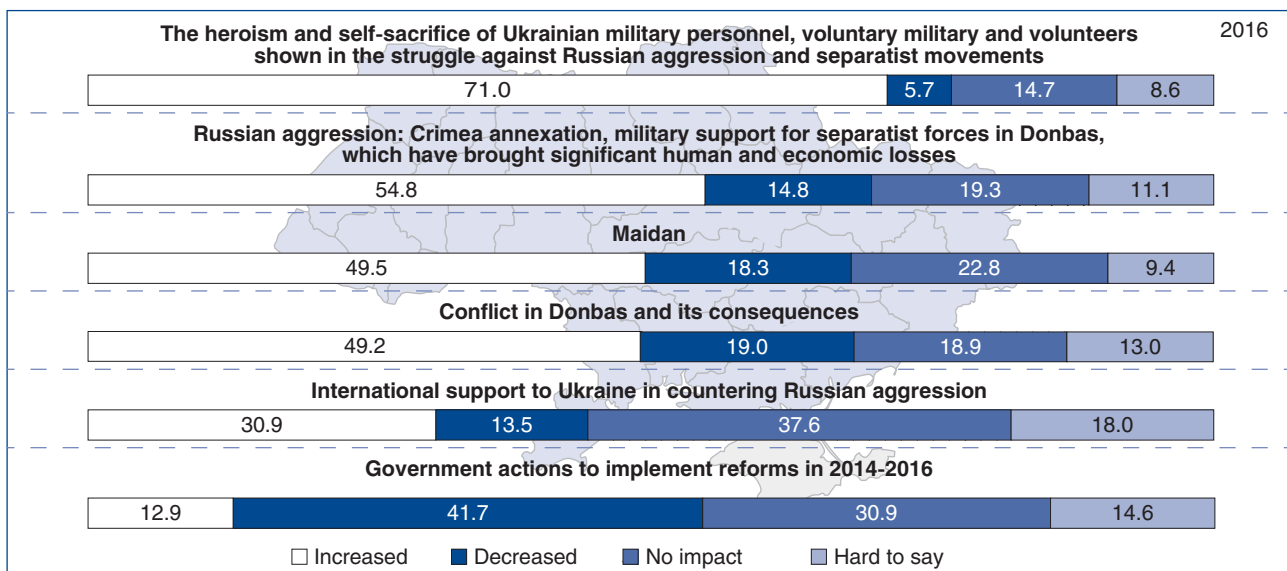 2016
The heroism and self-sacrifice of Ukrainian military personnel, voluntary military and volunteers
shown in the struggle against Russian aggression and separatist movements
71.0 5.7 14.7 8.6
Russian aggression: Crimea annexation, military support for separatist forces in Donbas,
which have brought significant human and economic losses
54.8 14.8 19.3 11.1
Maidan
49.5 18.3 22.8 9.4
Conflict in Donbas and its consequences
49.2 19.0 18.9 13.0
International support to Ukraine in countering Russian aggression
30.9 13.5 37.6 18.0
Government actions to implement reforms in 2014-2016
12.9 41.7 30.9 14.6
Increased Decreased No impact Hard to say